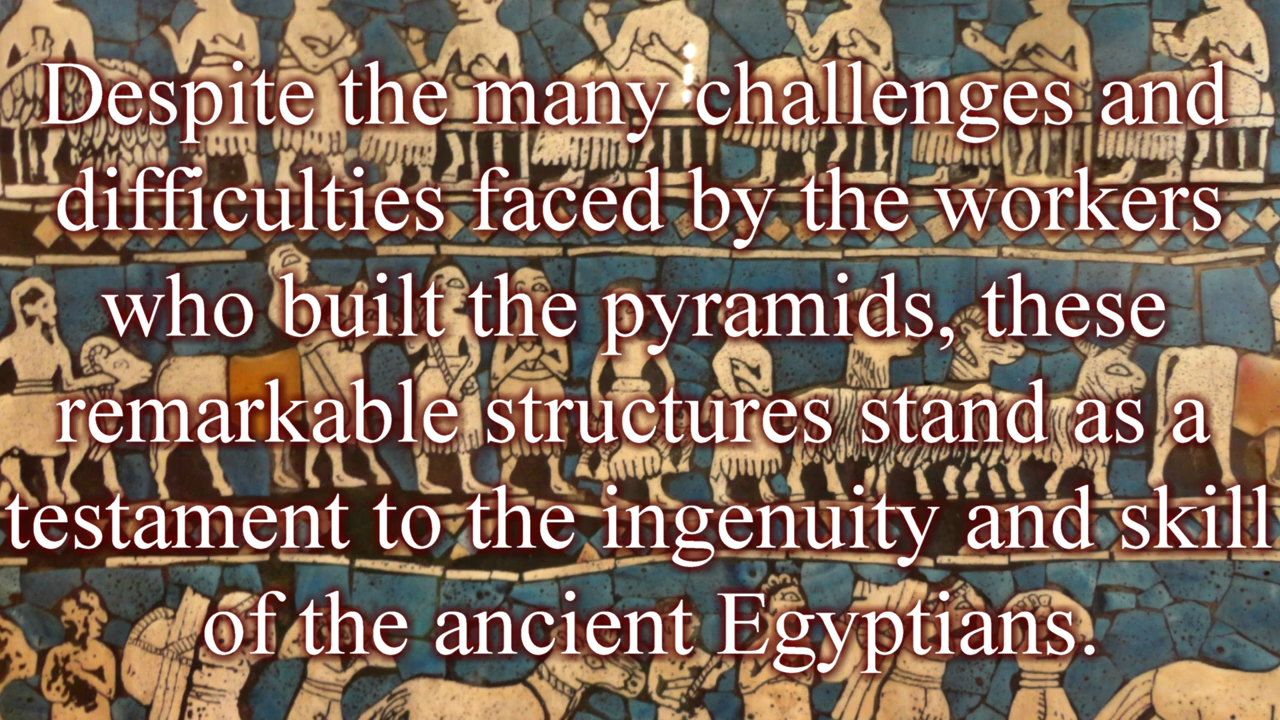 Despite the many challenges and
difficulties faced by the workers
who built the pyramids, these
remarkable structures stand as a
testament to the ingenuity and skill
of the ancient Egyptians.